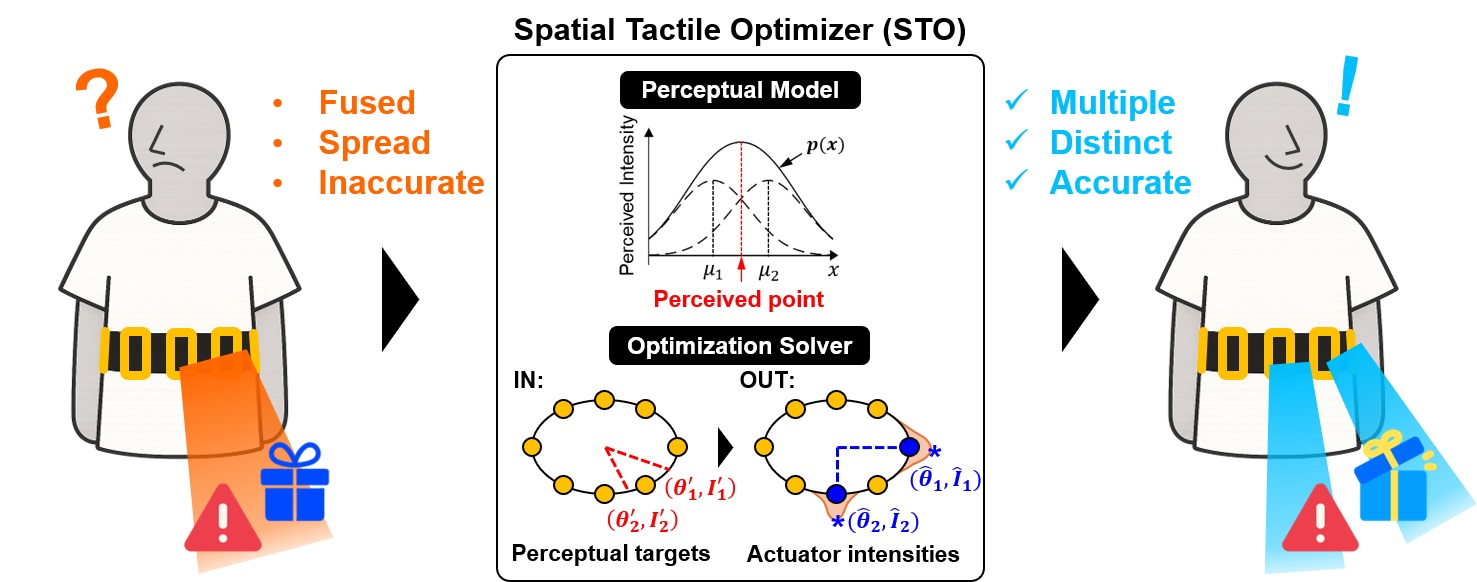 Spatial Tactile Optimizer (STO)
?
• Fused
• Spread
• Inaccurate
Perceptual Model
Perceived Intensity
p(x)
μ₁
μ₂
x
Perceived point
Optimization Solver
IN:
OUT:
(θ′₁, I′₁)
(θ′₂, I′₂)
*
(θ̂₁, Î₁)
*(θ̂₂, Î₂)
Perceptual targets
Actuator intensities
!
✓ Multiple
✓ Distinct
✓ Accurate
!
!